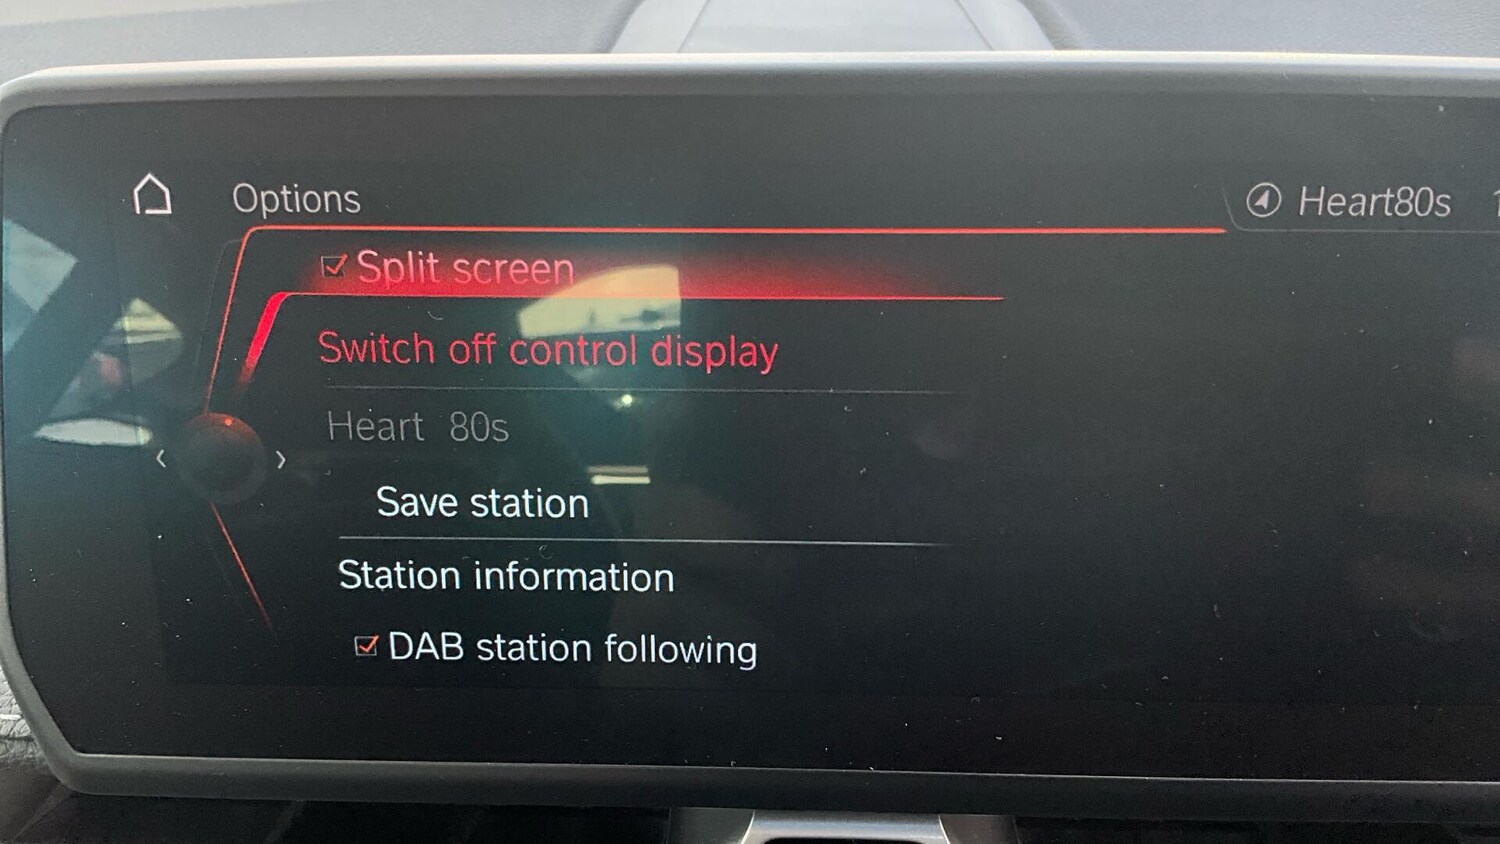 Options
Heart80s
Split screen
Switch off control display
Heart 80s
Save station
Station information
DAB station following